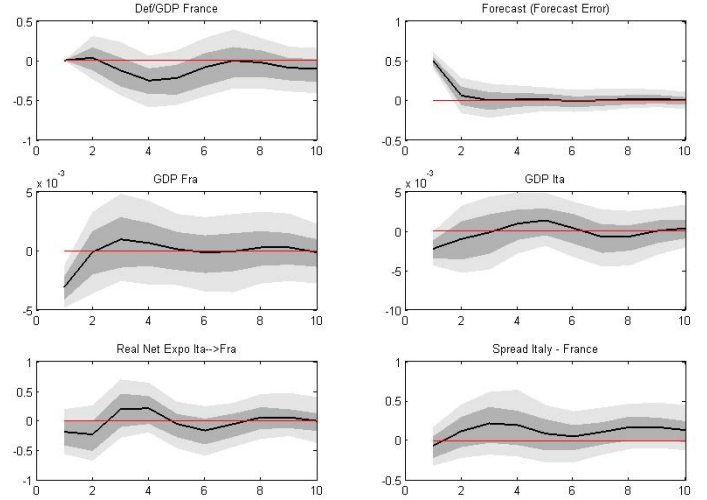 Def/GDP France
0.5
0
-0.5
-1
0 2 4 6 8 10
Forecast (Forecast Error)
1
0.5
0
-0.5
0 2 4 6 8 10
x 10⁻³ GDP Fra
5
0
-5
0 2 4 6 8 10
x 10⁻³ GDP Ita
5
0
-5
-10
0 2 4 6 8 10
Real Net Expo Ita-->Fra
1
0.5
0
-0.5
-1
0 2 4 6 8 10
Spread Italy - France
1
0.5
0
-0.5
0 2 4 6 8 10